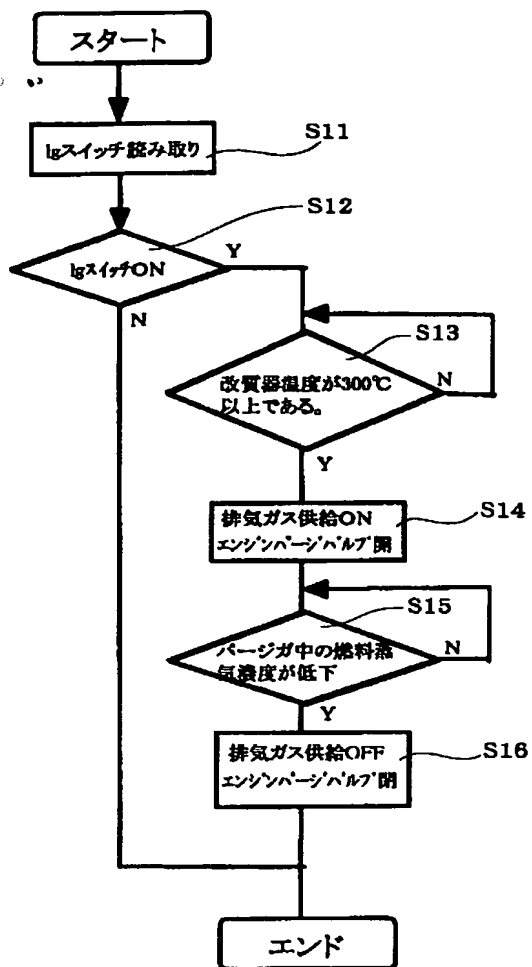 スタート
Igスイッチ読み取り
S11
S12
IgスイッチON
Y
N
S13
改質器温度が300℃
以上である。
N
Y
S14
排気ガス供給ON
エンジンパージバルブ開
S15
パージガ中の燃料蒸
気濃度が低下
N
Y
S16
排気ガス供給OFF
エンジンパージバルブ閉
エンド